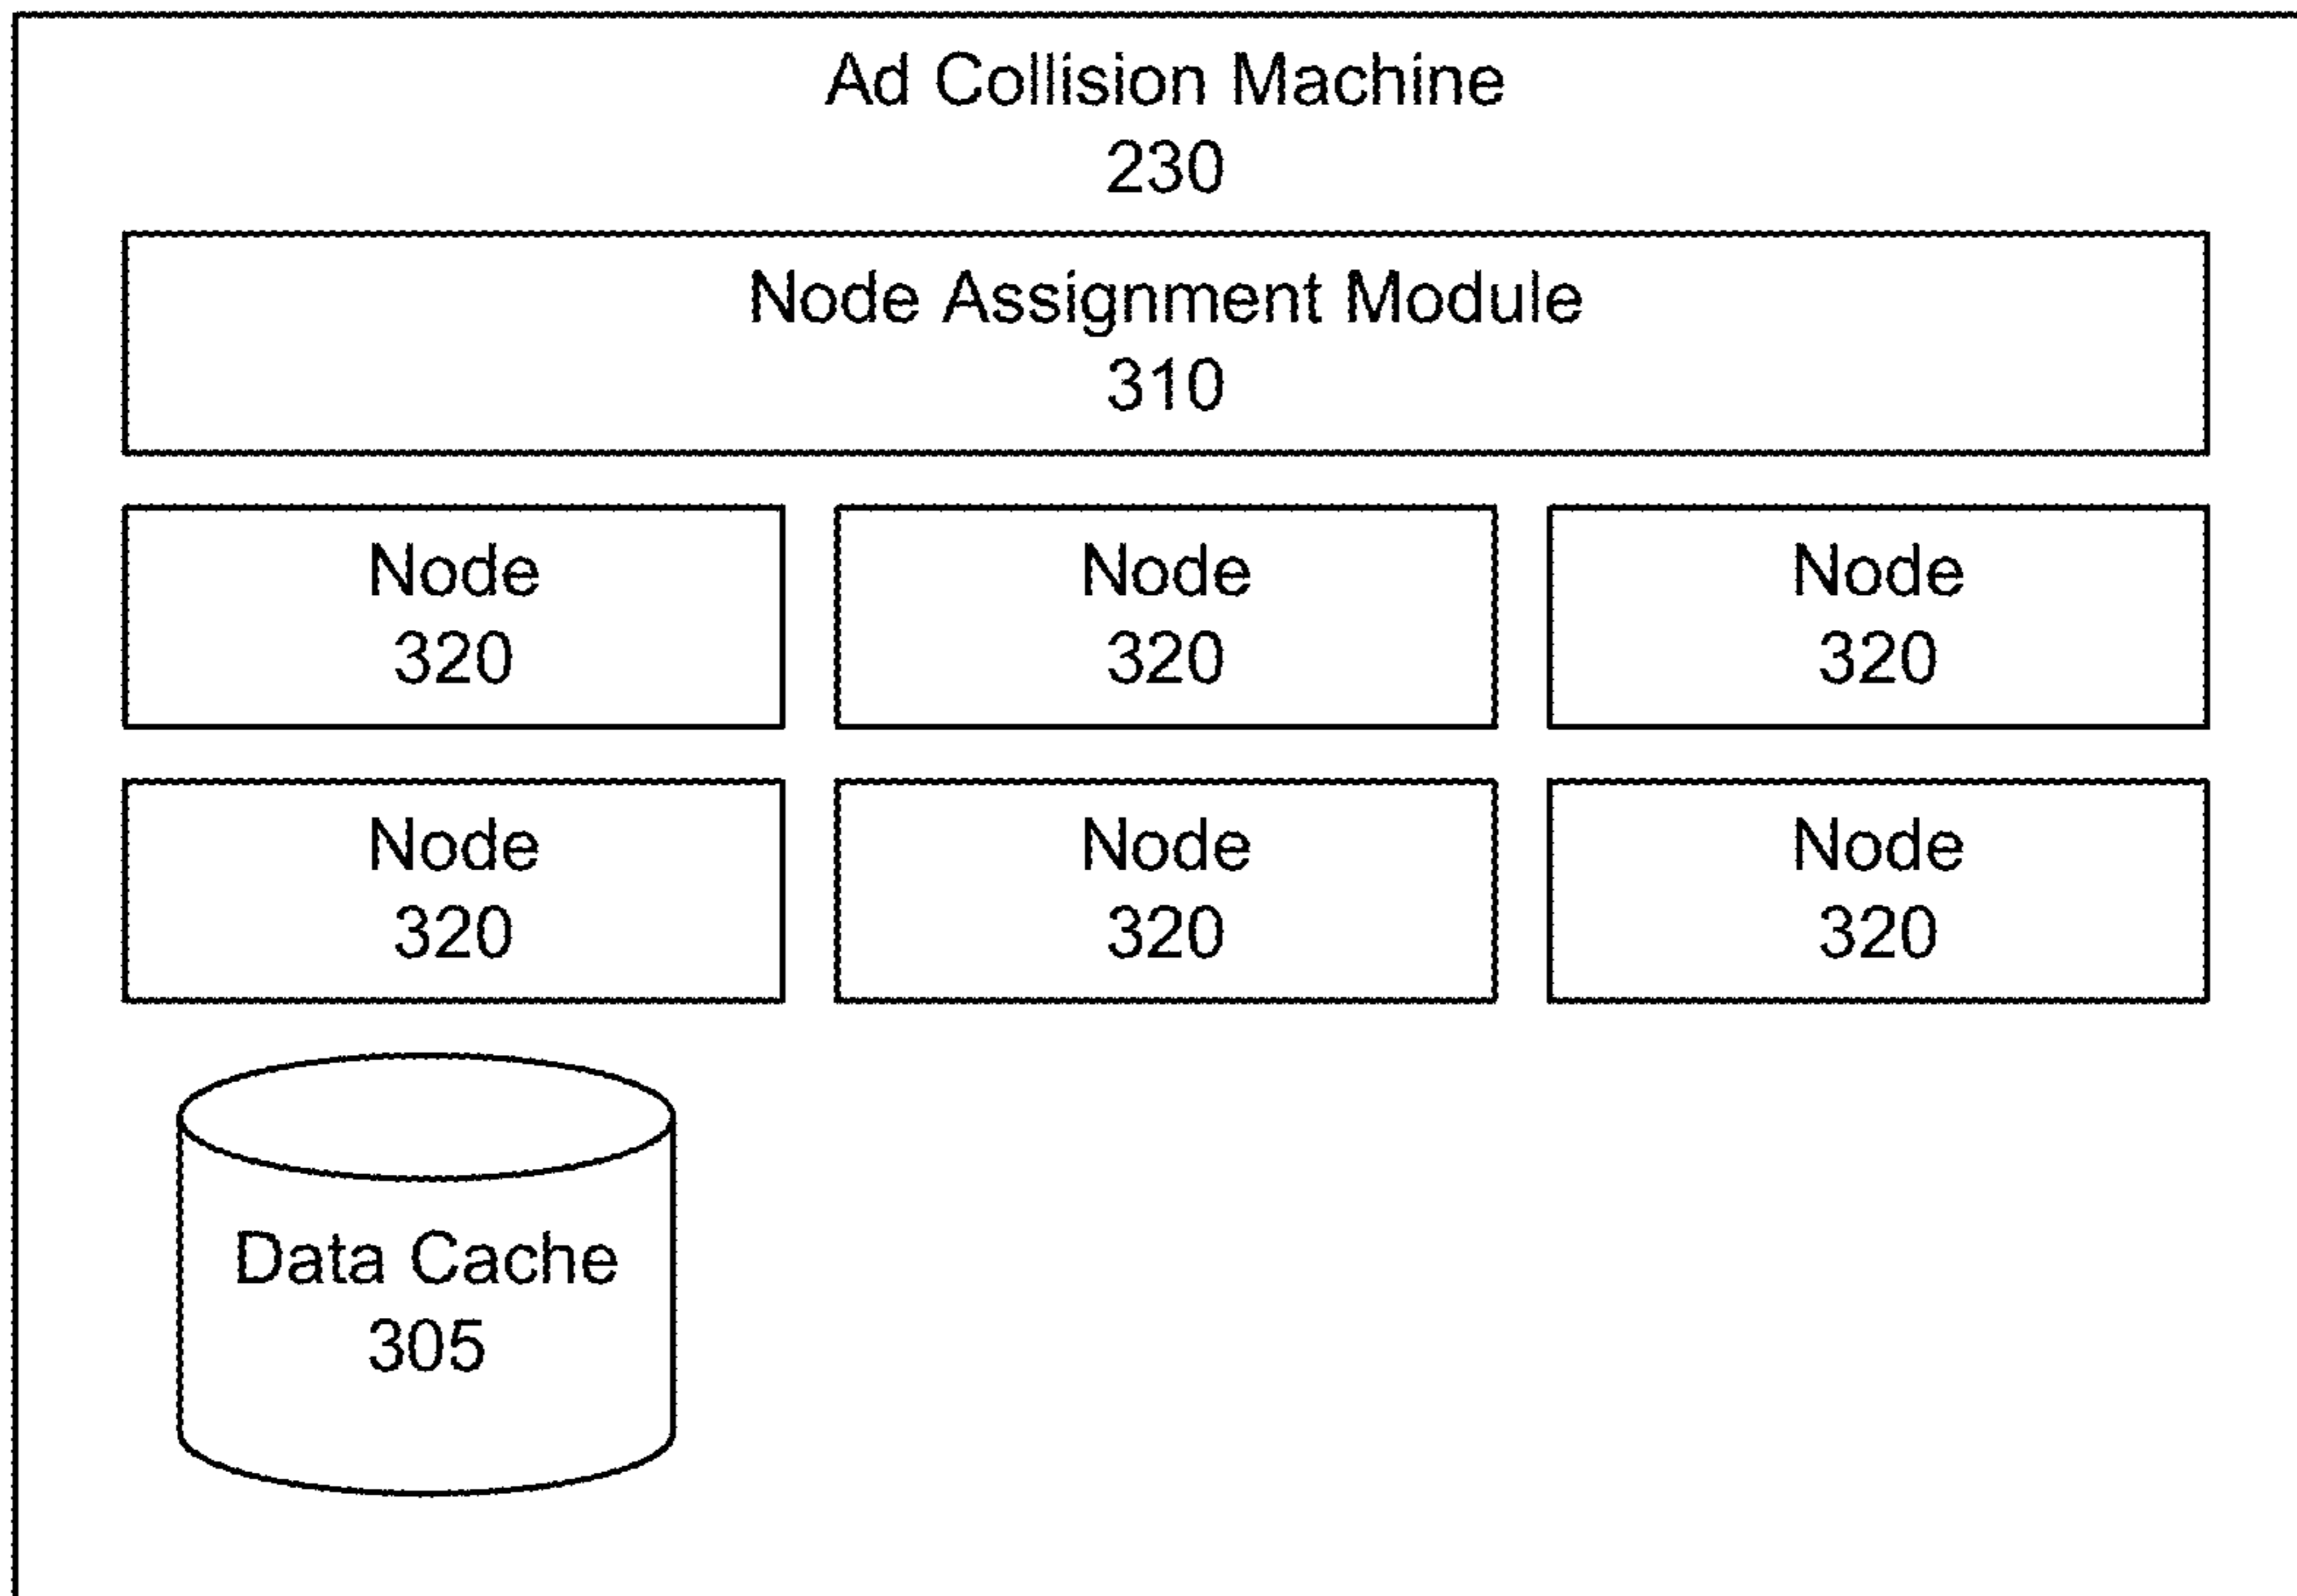 Ad Collision Machine
230
Node Assignment Module
310
Node
320
Node
320
Node
320
Node
320
Node
320
Node
320
Data Cache
305